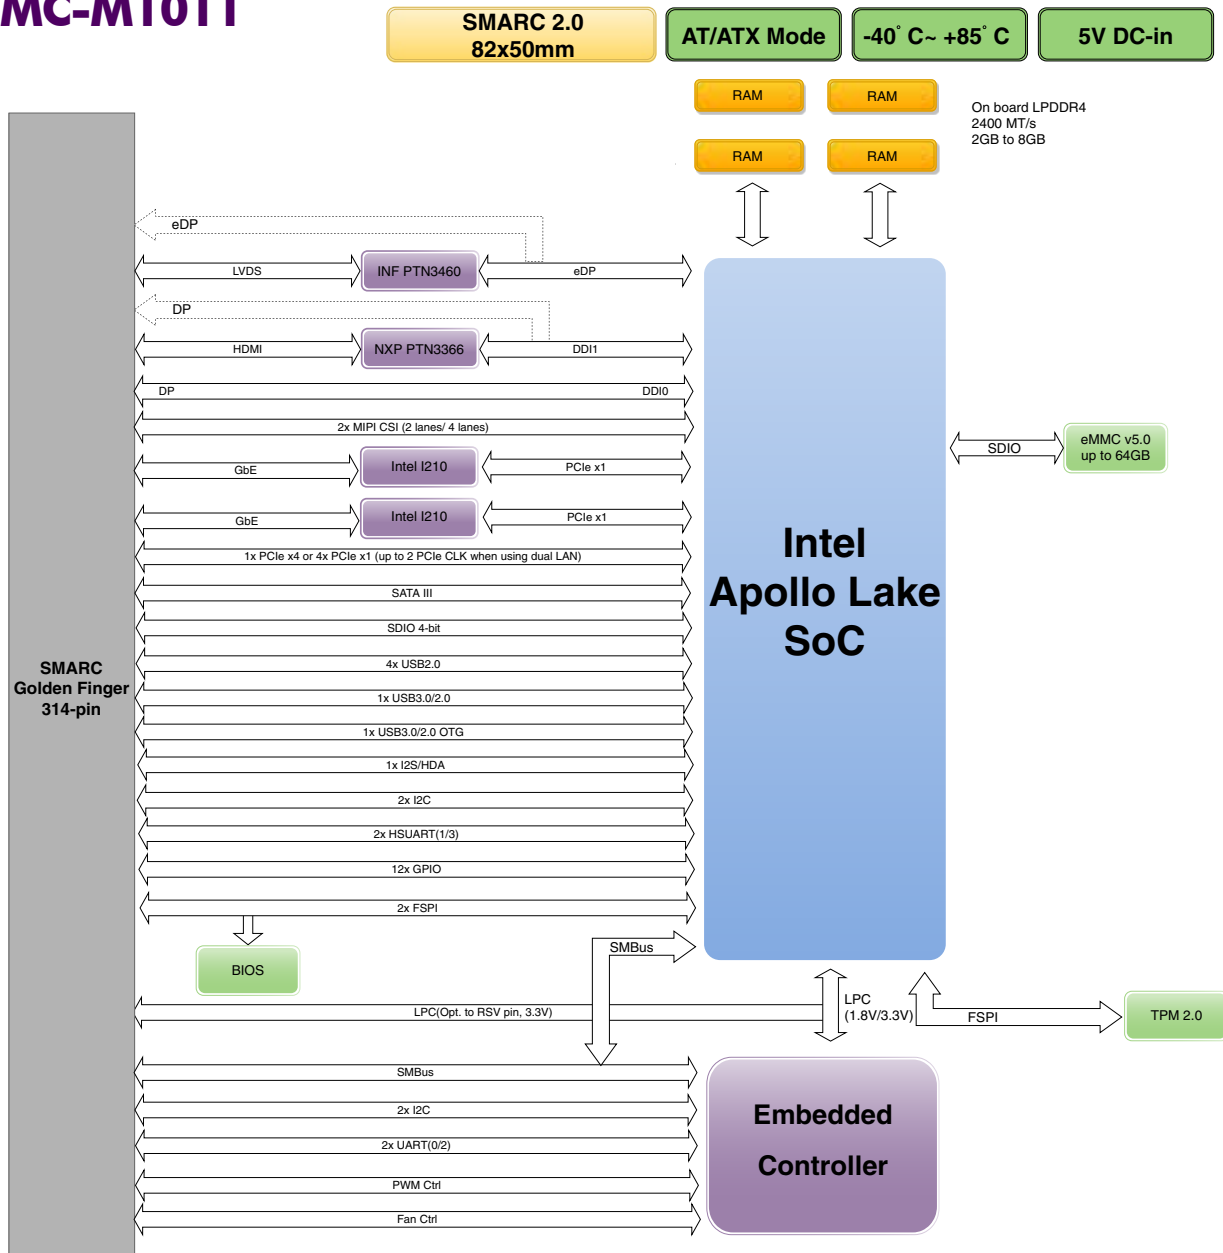 MC-M1011
SMARC 2.0
82x50mm
AT/ATX Mode
-40° C~ +85° C
5V DC-in
RAM
RAM
On board LPDDR4
2400 MT/s
2GB to 8GB
RAM
RAM
eDP
LVDS
INF PTN3460
eDP
DP
HDMI
NXP PTN3366
DDI1
DP
DDI0
2x MIPI CSI (2 lanes/ 4 lanes)
SDIO
eMMC v5.0
up to 64GB
GbE
Intel I210
PCIe x1
GbE
Intel I210
PCIe x1
1x PCIe x4 or 4x PCIe x1 (up to 2 PCIe CLK when using dual LAN)
Intel
Apollo Lake
SoC
SATA III
SDIO 4-bit
SMARC
Golden Finger
314-pin
4x USB2.0
1x USB3.0/2.0
1x USB3.0/2.0 OTG
1x I2S/HDA
2x I2C
2x HSUART(1/3)
12x GPIO
2x FSPI
BIOS
SMBus
LPC(Opt. to RSV pin, 3.3V)
LPC
(1.8V/3.3V)
FSPI
TPM 2.0
SMBus
2x I2C
2x UART(0/2)
PWM Ctrl
Fan Ctrl
Embedded
Controller